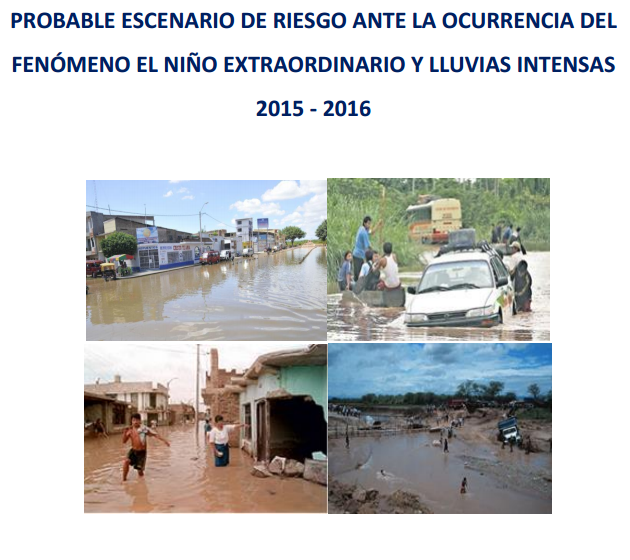 PROBABLE ESCENARIO DE RIESGO ANTE LA OCURRENCIA DEL
FENÓMENO EL NIÑO EXTRAORDINARIO Y LLUVIAS INTENSAS
2015 - 2016